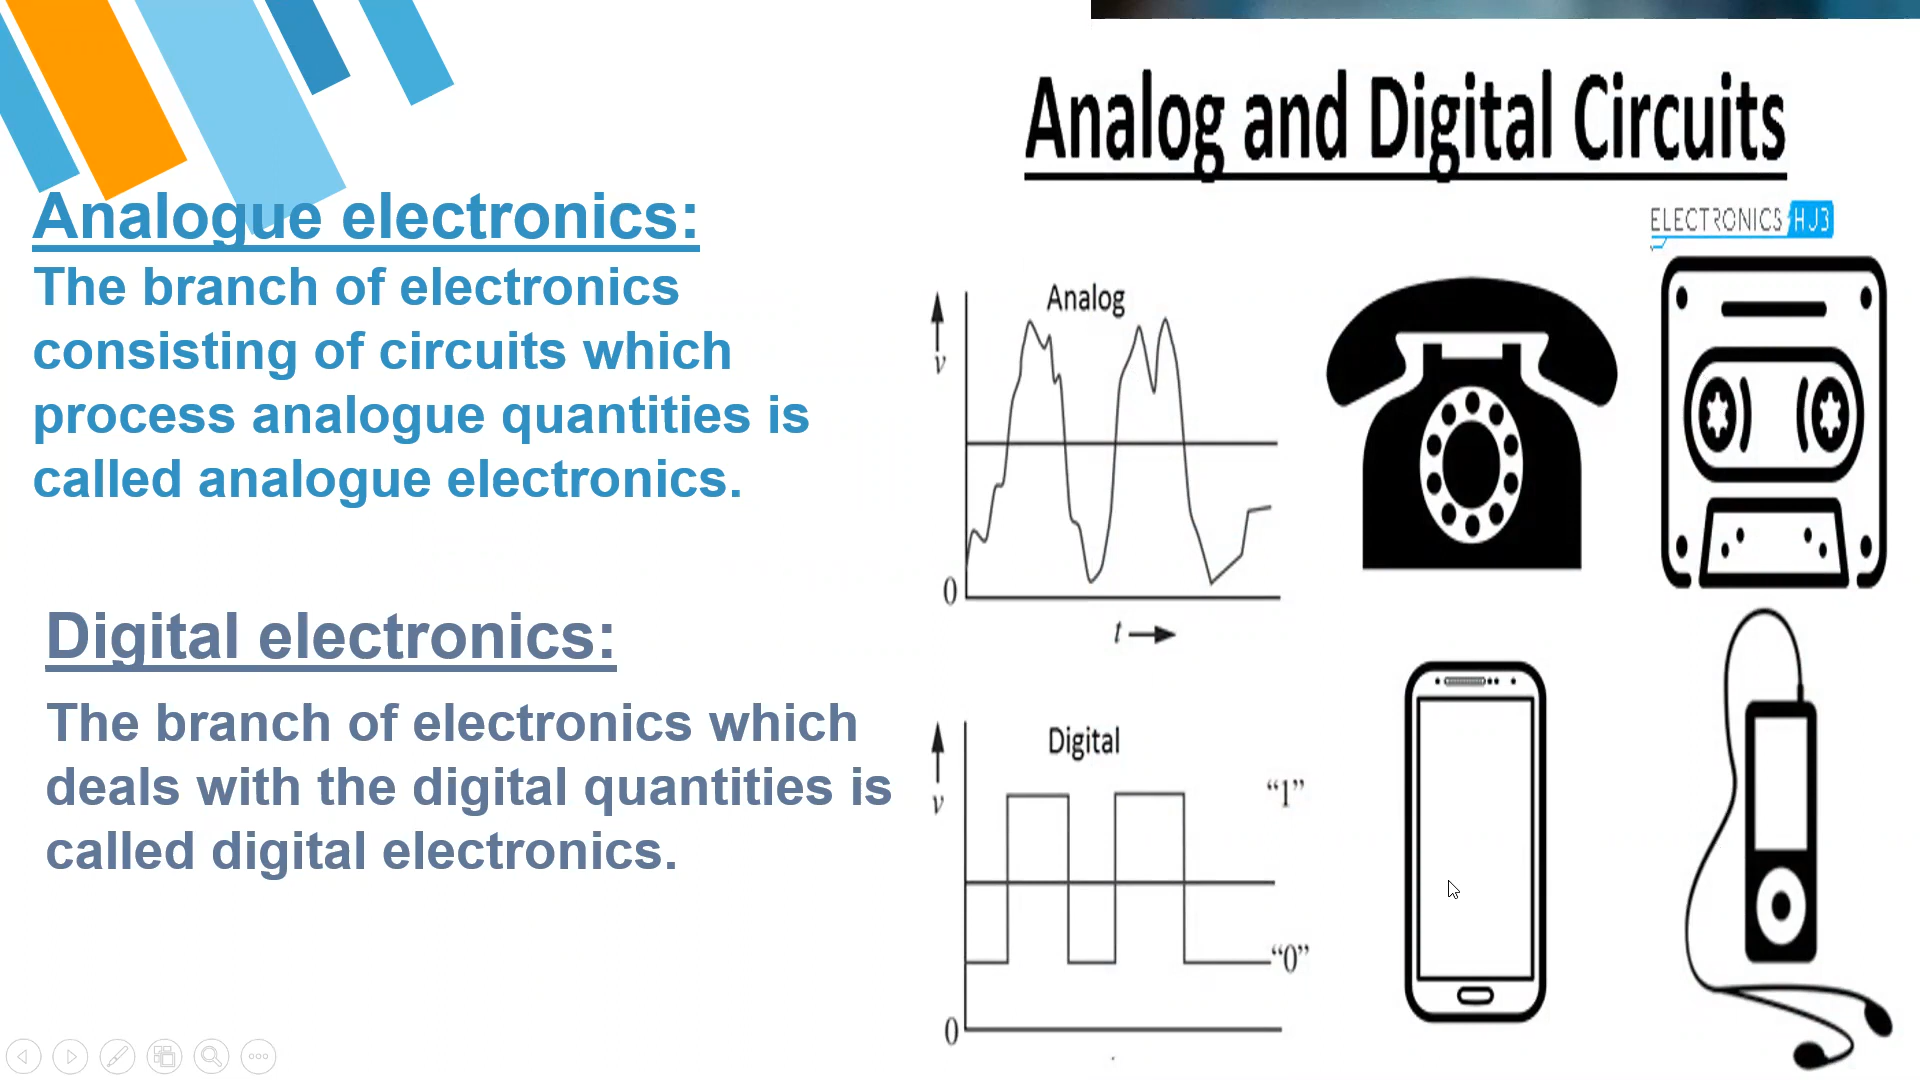 Analog and Digital Circuits
ELECTRONICS HUB
Analogue electronics:
The branch of electronics
consisting of circuits which
process analogue quantities is
called analogue electronics.
Digital electronics:
The branch of electronics which
deals with the digital quantities is
called digital electronics.
Analog
v
0
t
Digital
v
“1”
“0”
0